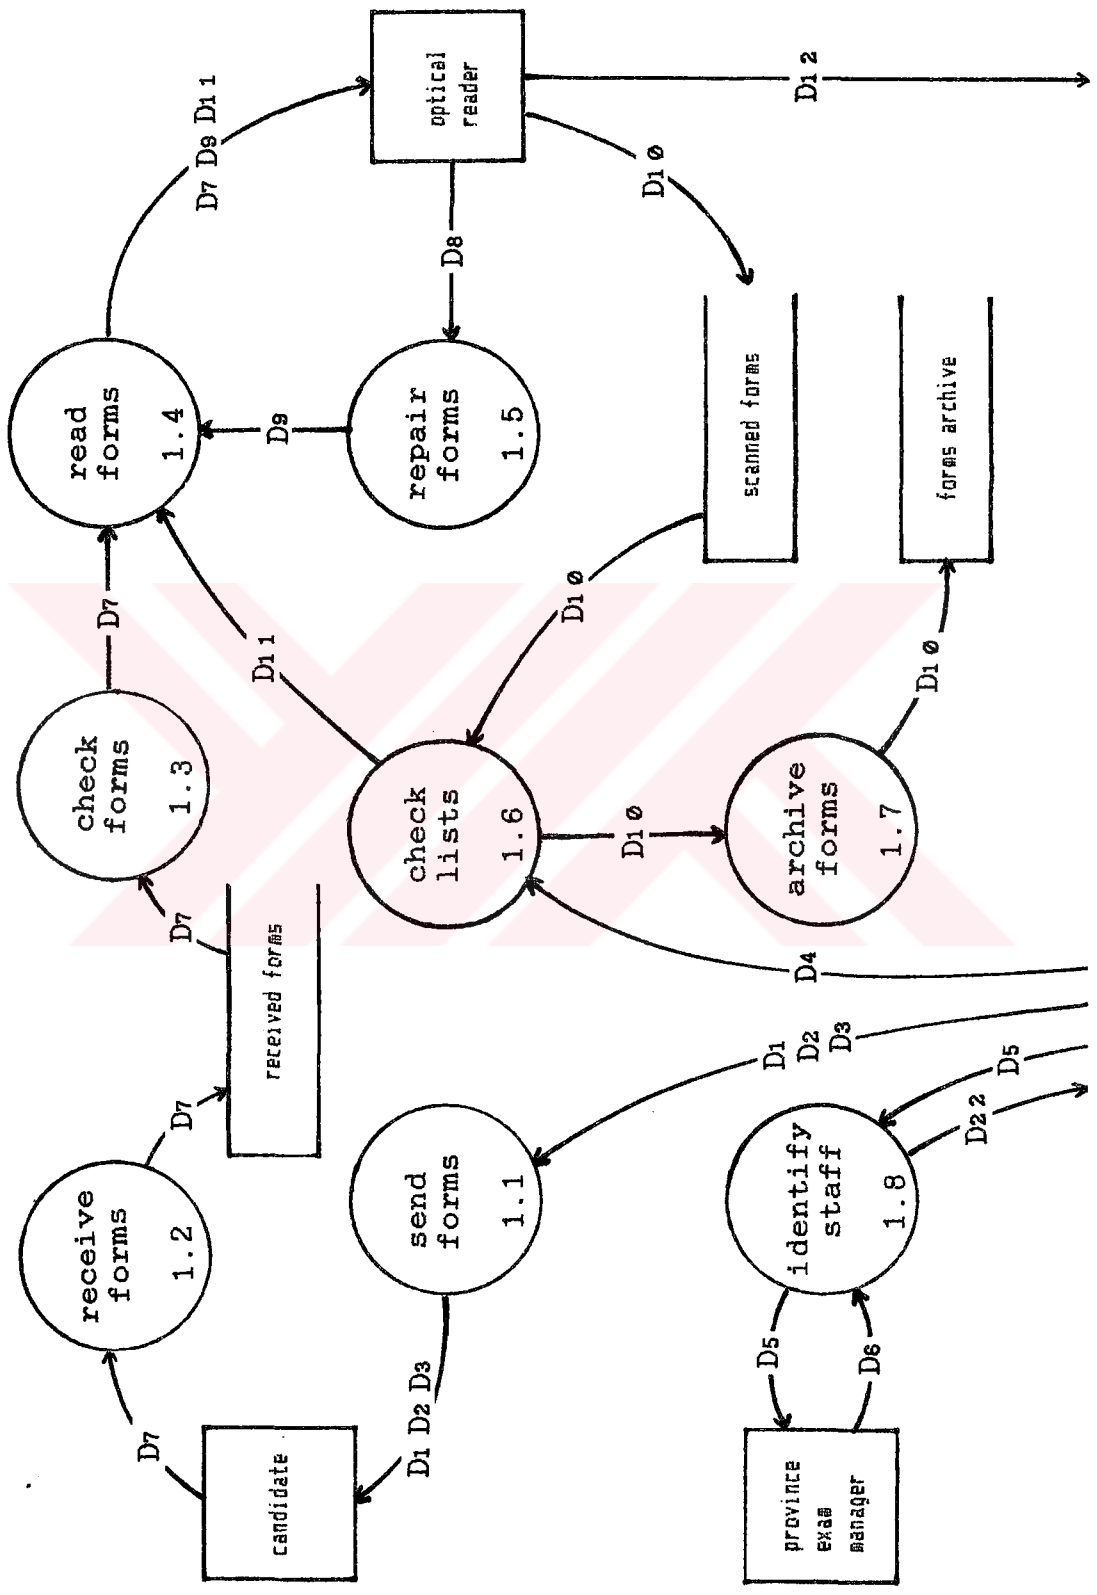 D7
receive
forms
1.2
D7
received forms
D7
check
forms
1.3
D7
read
forms
1.4
D7 D9 D11
optical
reader
D12
candidate
D1 D2 D3
send
forms
1.1
D1
D2
D3
D4
check
lists
1.6
D11
D10
D10
repair
forms
1.5
D9
D8
D10
scanned forms
province
exam
manager
D5
D6
identify
staff
1.8
D5
D22
archive
forms
1.7
D10
forms archive